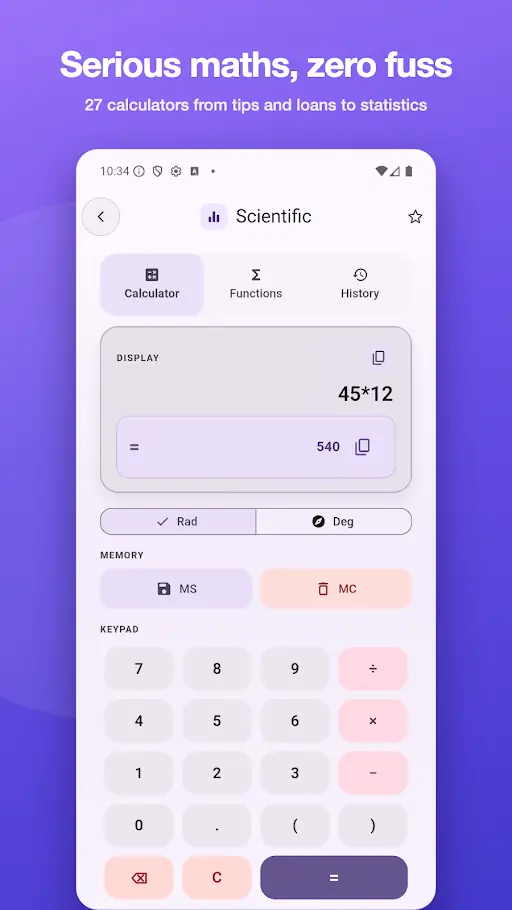 Serious maths, zero fuss
27 calculators from tips and loans to statistics
10:34
Scientific
Calculator Functions History
DISPLAY
45*12
= 540
Rad Deg
MEMORY
MS MC
KEYPAD
7 8 9 ÷
4 5 6 ×
1 2 3 −
0 . ( )
C =